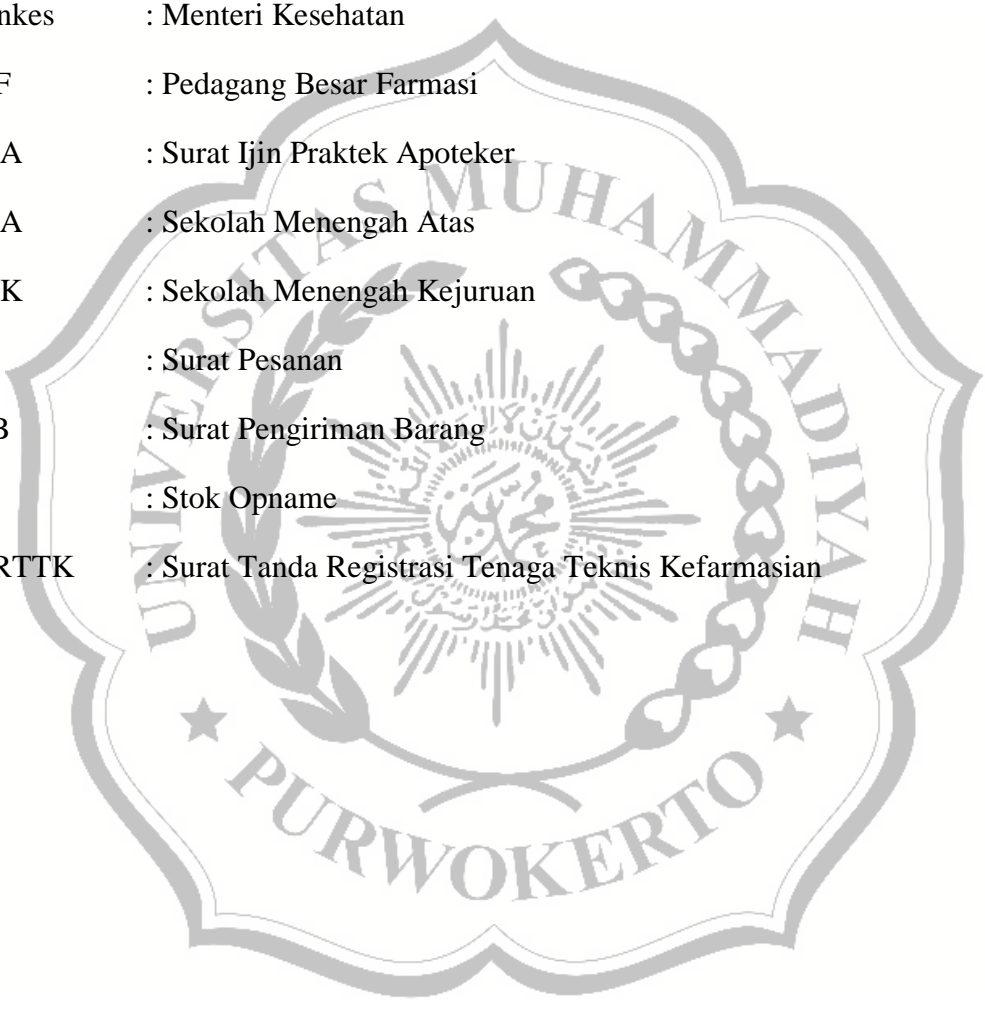 nkes : Menteri Kesehatan
F : Pedagang Besar Farmasi
A : Surat Ijin Praktek Apoteker
A : Sekolah Menengah Atas
K : Sekolah Menengah Kejuruan
: Surat Pesanan
B : Surat Pengiriman Barang
: Stok Opname
RTTK : Surat Tanda Registrasi Tenaga Teknis Kefarmasian
UNIVERSITAS MUHAMMADIYAH
PURWOKERTO